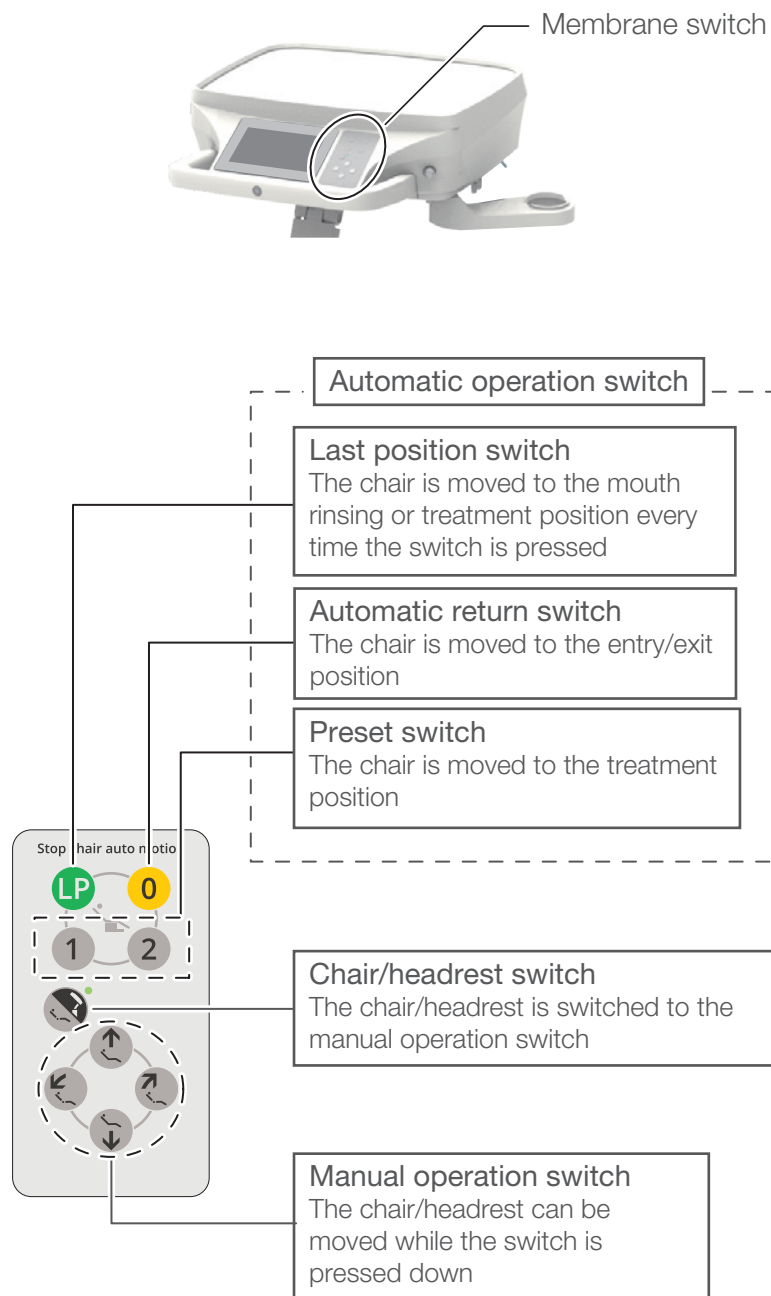 Membrane switch
Automatic operation switch
Last position switch
The chair is moved to the mouth
rinsing or treatment position every
time the switch is pressed
Automatic return switch
The chair is moved to the entry/exit
position
Preset switch
The chair is moved to the treatment
position
Stop chair auto motion
LP 0
1 2
Chair/headrest switch
The chair/headrest is switched to the
manual operation switch
Manual operation switch
The chair/headrest can be
moved while the switch is
pressed down